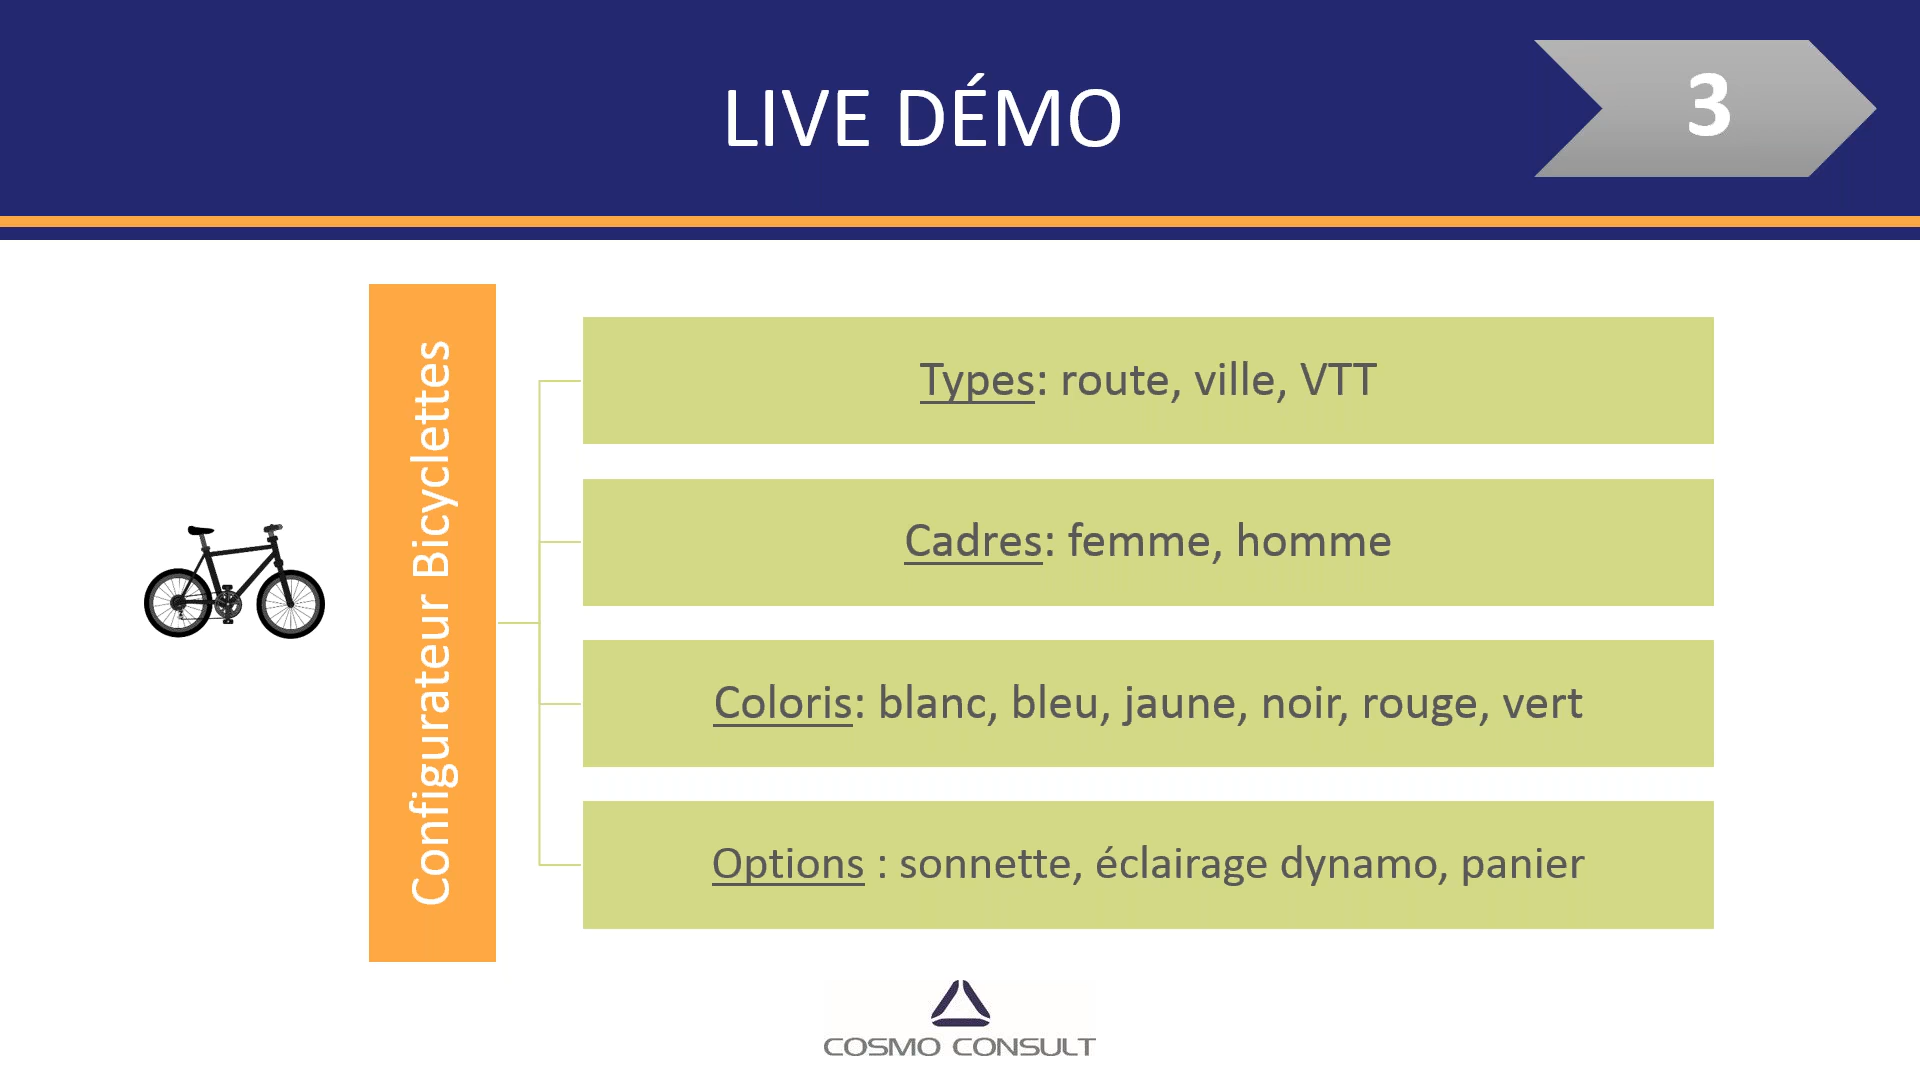 LIVE DÉMO
3
Configurateur Bicyclettes
Types: route, ville, VTT
Cadres: femme, homme
Coloris: blanc, bleu, jaune, noir, rouge, vert
Options : sonnette, éclairage dynamo, panier
COSMO CONSULT